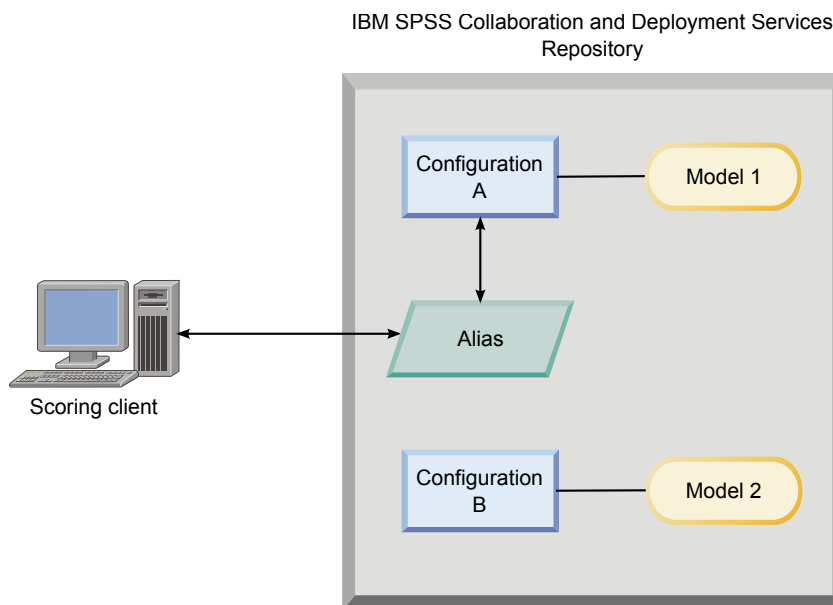 IBM SPSS Collaboration and Deployment Services
Repository
Configuration
A
Model 1
Alias
Scoring client
Configuration
B
Model 2